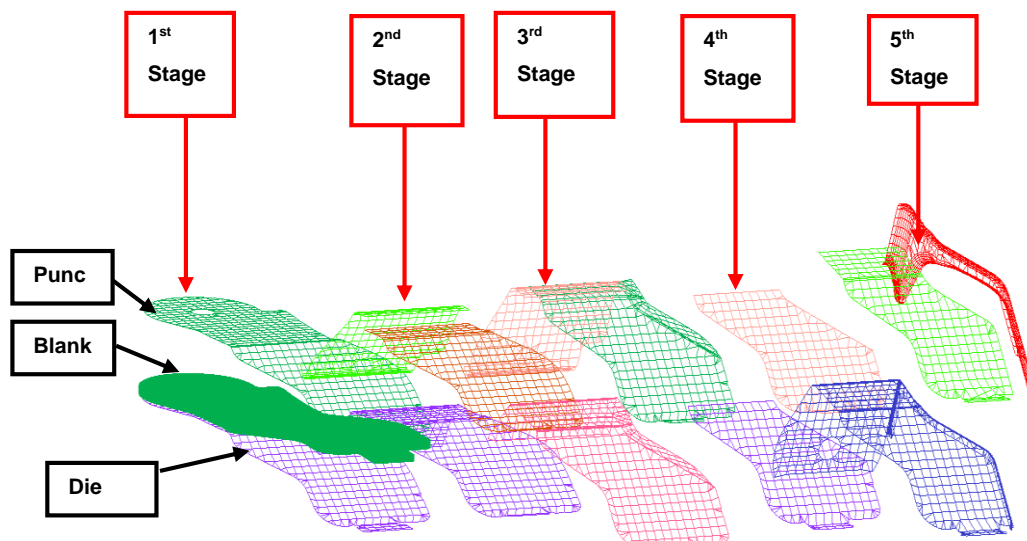 1st
Stage
2nd
Stage
3rd
Stage
4th
Stage
5th
Stage
Punc
Blank
Die